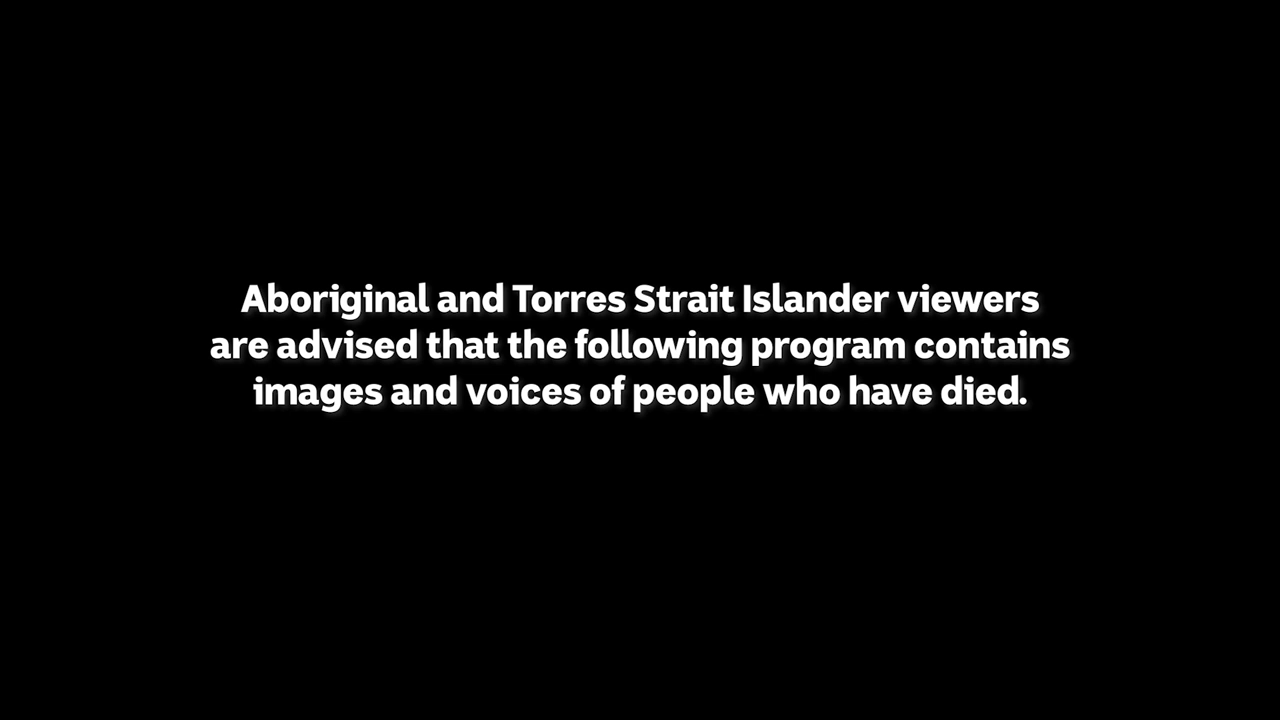 Aboriginal and Torres Strait Islander viewers
are advised that the following program contains
images and voices of people who have died.